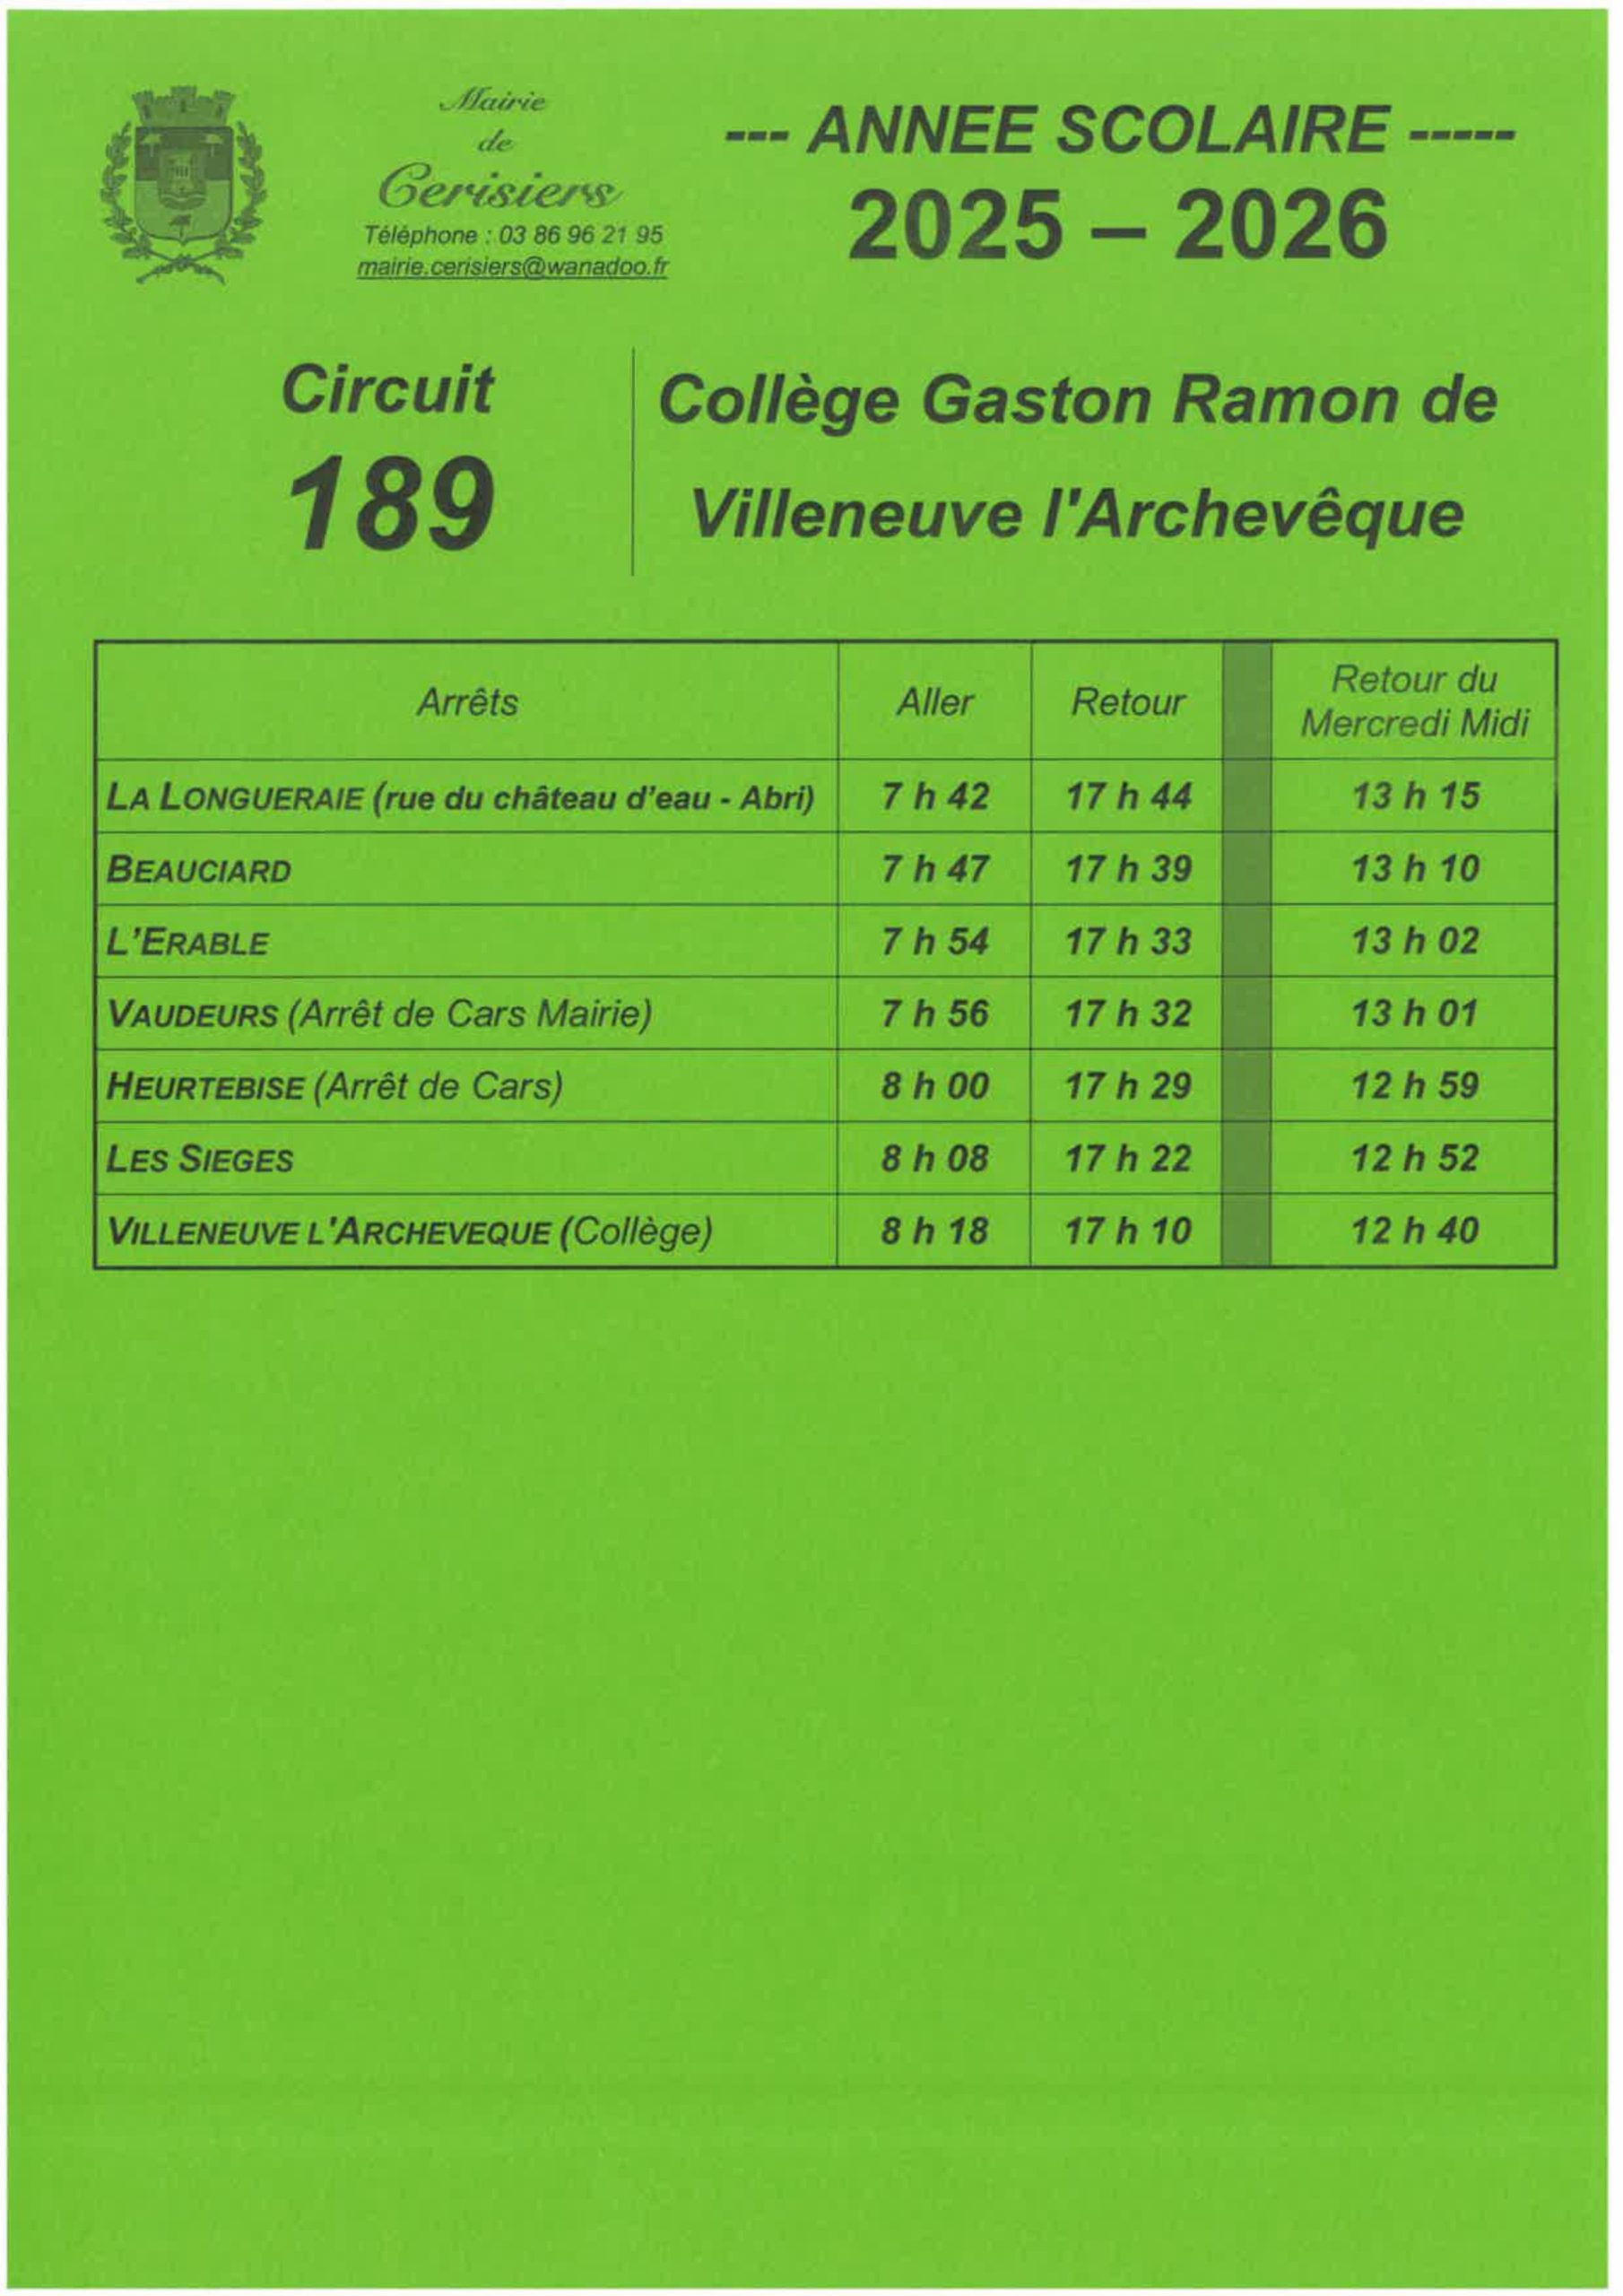 Mairie
de
Cerisiers
Téléphone : 03 86 96 21 95
mairie.cerisiers@wanadoo.fr
--- ANNEE SCOLAIRE -----
2025 – 2026
Circuit
189
Collège Gaston Ramon de
Villeneuve l'Archevêque
Arrêts Aller Retour Retour du Mercredi Midi
LA LONGUERAIE (rue du château d'eau - Abri) 7 h 42 17 h 44 13 h 15
BEAUCIARD 7 h 47 17 h 39 13 h 10
L'ERABLE 7 h 54 17 h 33 13 h 02
VAUDEURS (Arrêt de Cars Mairie) 7 h 56 17 h 32 13 h 01
HEURTEBISE (Arrêt de Cars) 8 h 00 17 h 29 12 h 59
LES SIEGES 8 h 08 17 h 22 12 h 52
VILLENEUVE L'ARCHEVEQUE (Collège) 8 h 18 17 h 10 12 h 40